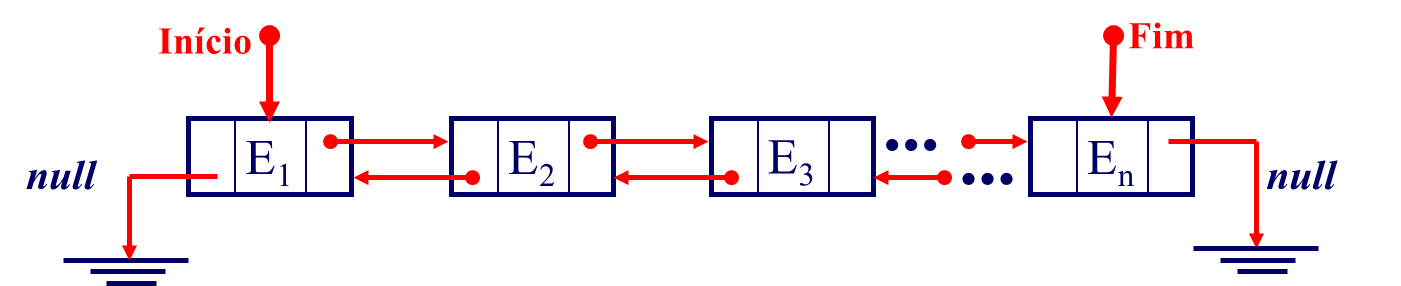 Início
Fim
null
E1
E2
E3
...
...
En
null